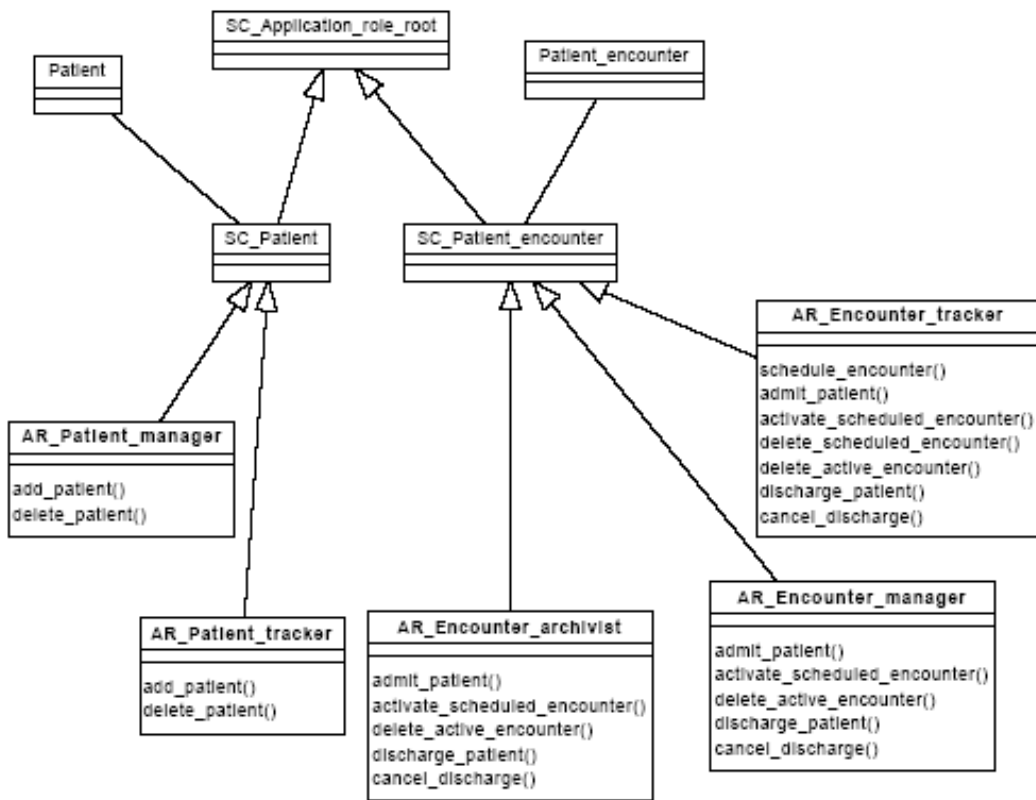 SC_Application_role_root
Patient
Patient_encounter
SC_Patient
SC_Patient_encounter
AR_Encounter_tracker
schedule_encounter()
admit_patient()
activate_scheduled_encounter()
delete_scheduled_encounter()
delete_active_encounter()
discharge_patient()
cancel_discharge()
AR_Patient_manager
add_patient()
delete_patient()
AR_Patient_tracker
add_patient()
delete_patient()
AR_Encounter_archivist
admit_patient()
activate_scheduled_encounter()
delete_active_encounter()
discharge_patient()
cancel_discharge()
AR_Encounter_manager
admit_patient()
activate_scheduled_encounter()
delete_active_encounter()
discharge_patient()
cancel_discharge()